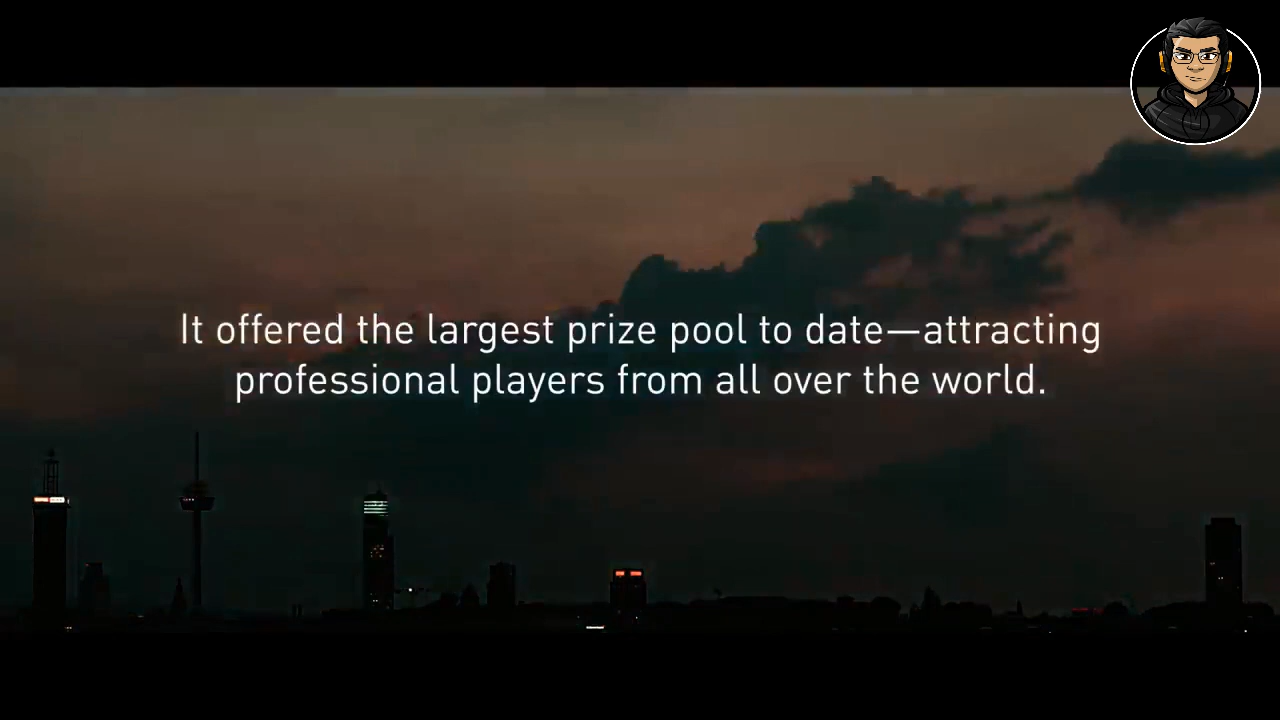 It offered the largest prize pool to date—attracting
professional players from all over the world.